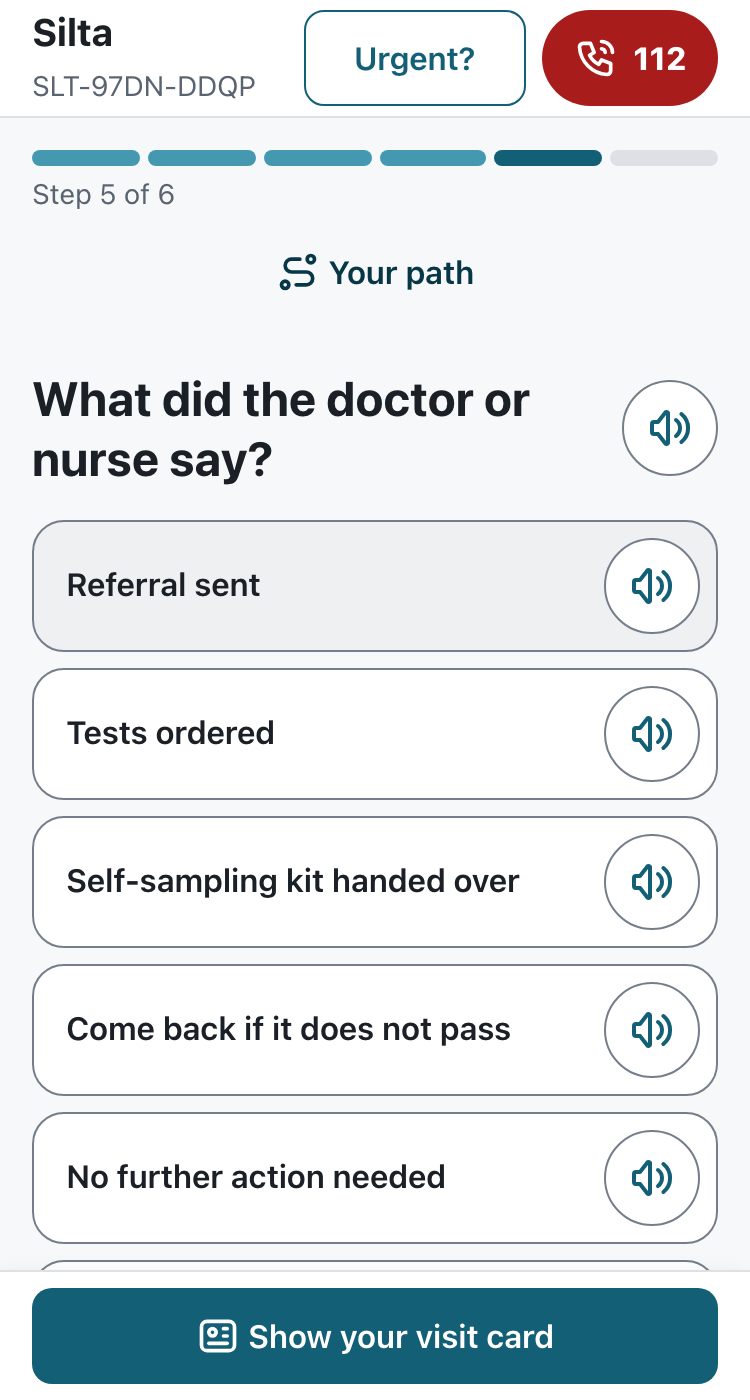 Silta
SLT-97DN-DDQP
Urgent?
112
Step 5 of 6
Your path
What did the doctor or
nurse say?
Referral sent
Tests ordered
Self-sampling kit handed over
Come back if it does not pass
No further action needed
Show your visit card